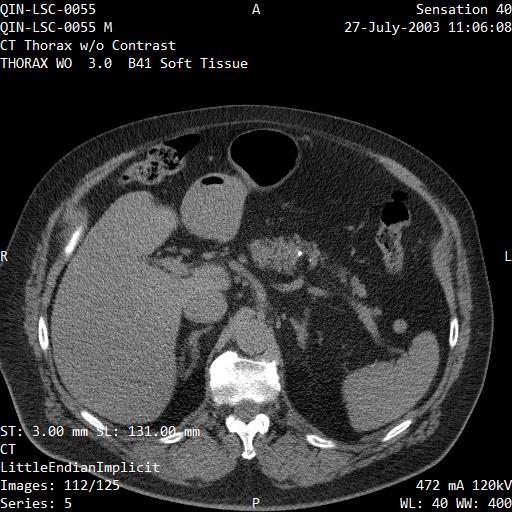 QIN-LSC-0055
A
Sensation 40
QIN-LSC-0055 M
27-July-2003 11:06:08
CT Thorax w/o Contrast
THORAX WO  3.0  B41 Soft Tissue
R
L
ST: 3.00 mm SL: 131.00 mm
CT
LittleEndianImplicit
Images: 112/125
472 mA 120kV
Series: 5
P
WL: 40 WW: 400